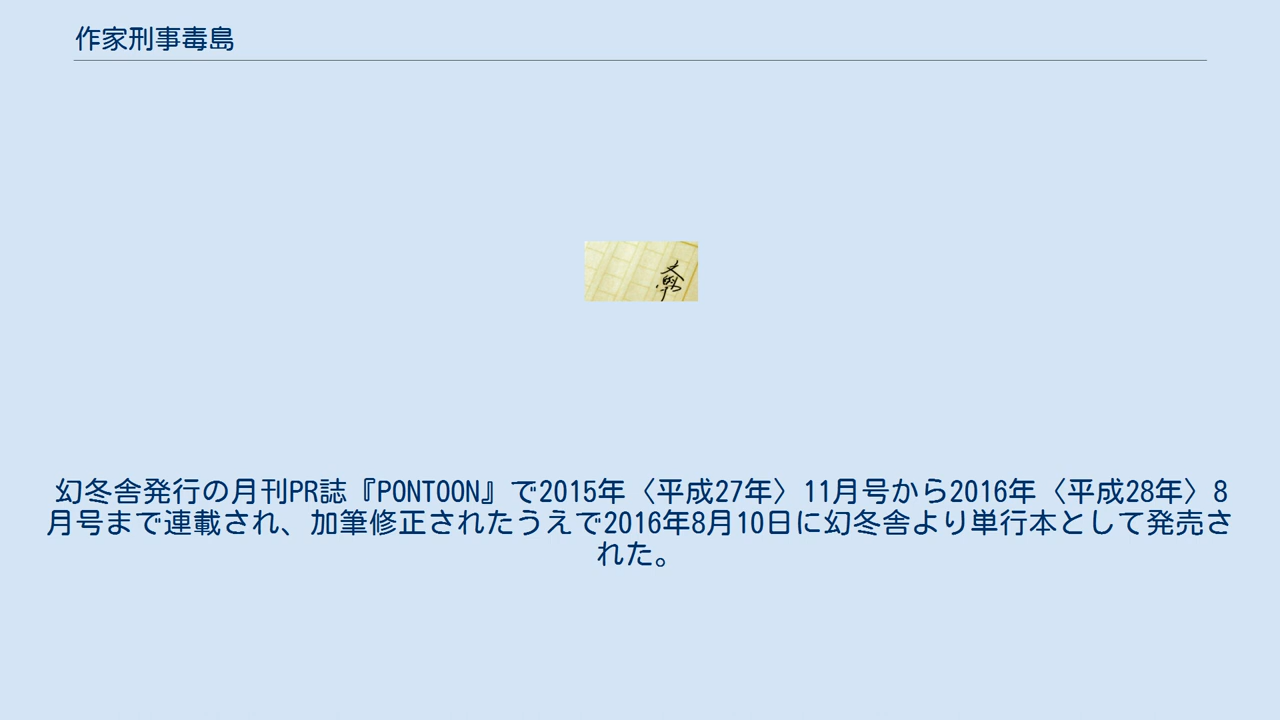 作家刑事毒島
幻冬舎発行の月刊PR誌『PONTOON』で2015年〈平成27年〉11月号から2016年〈平成28年〉8
月号まで連載され、加筆修正されたうえで2016年8月10日に幻冬舎より単行本として発売さ
れた。